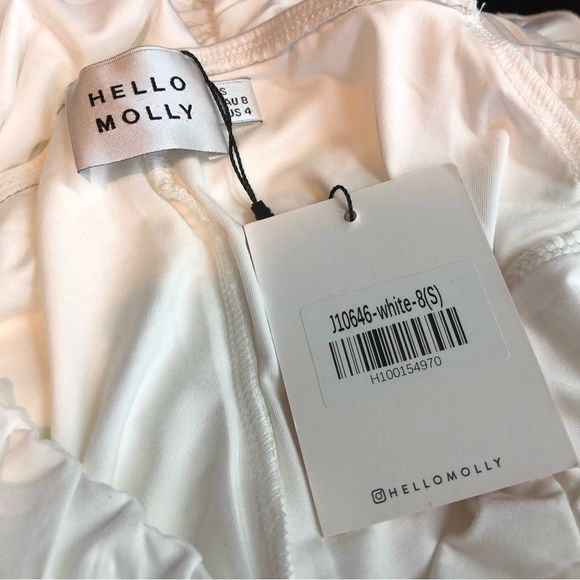 HELLO
MOLLY
S
AU 8
US 4
J10646-white-8(S)
H100154970
HELLOMOLLY